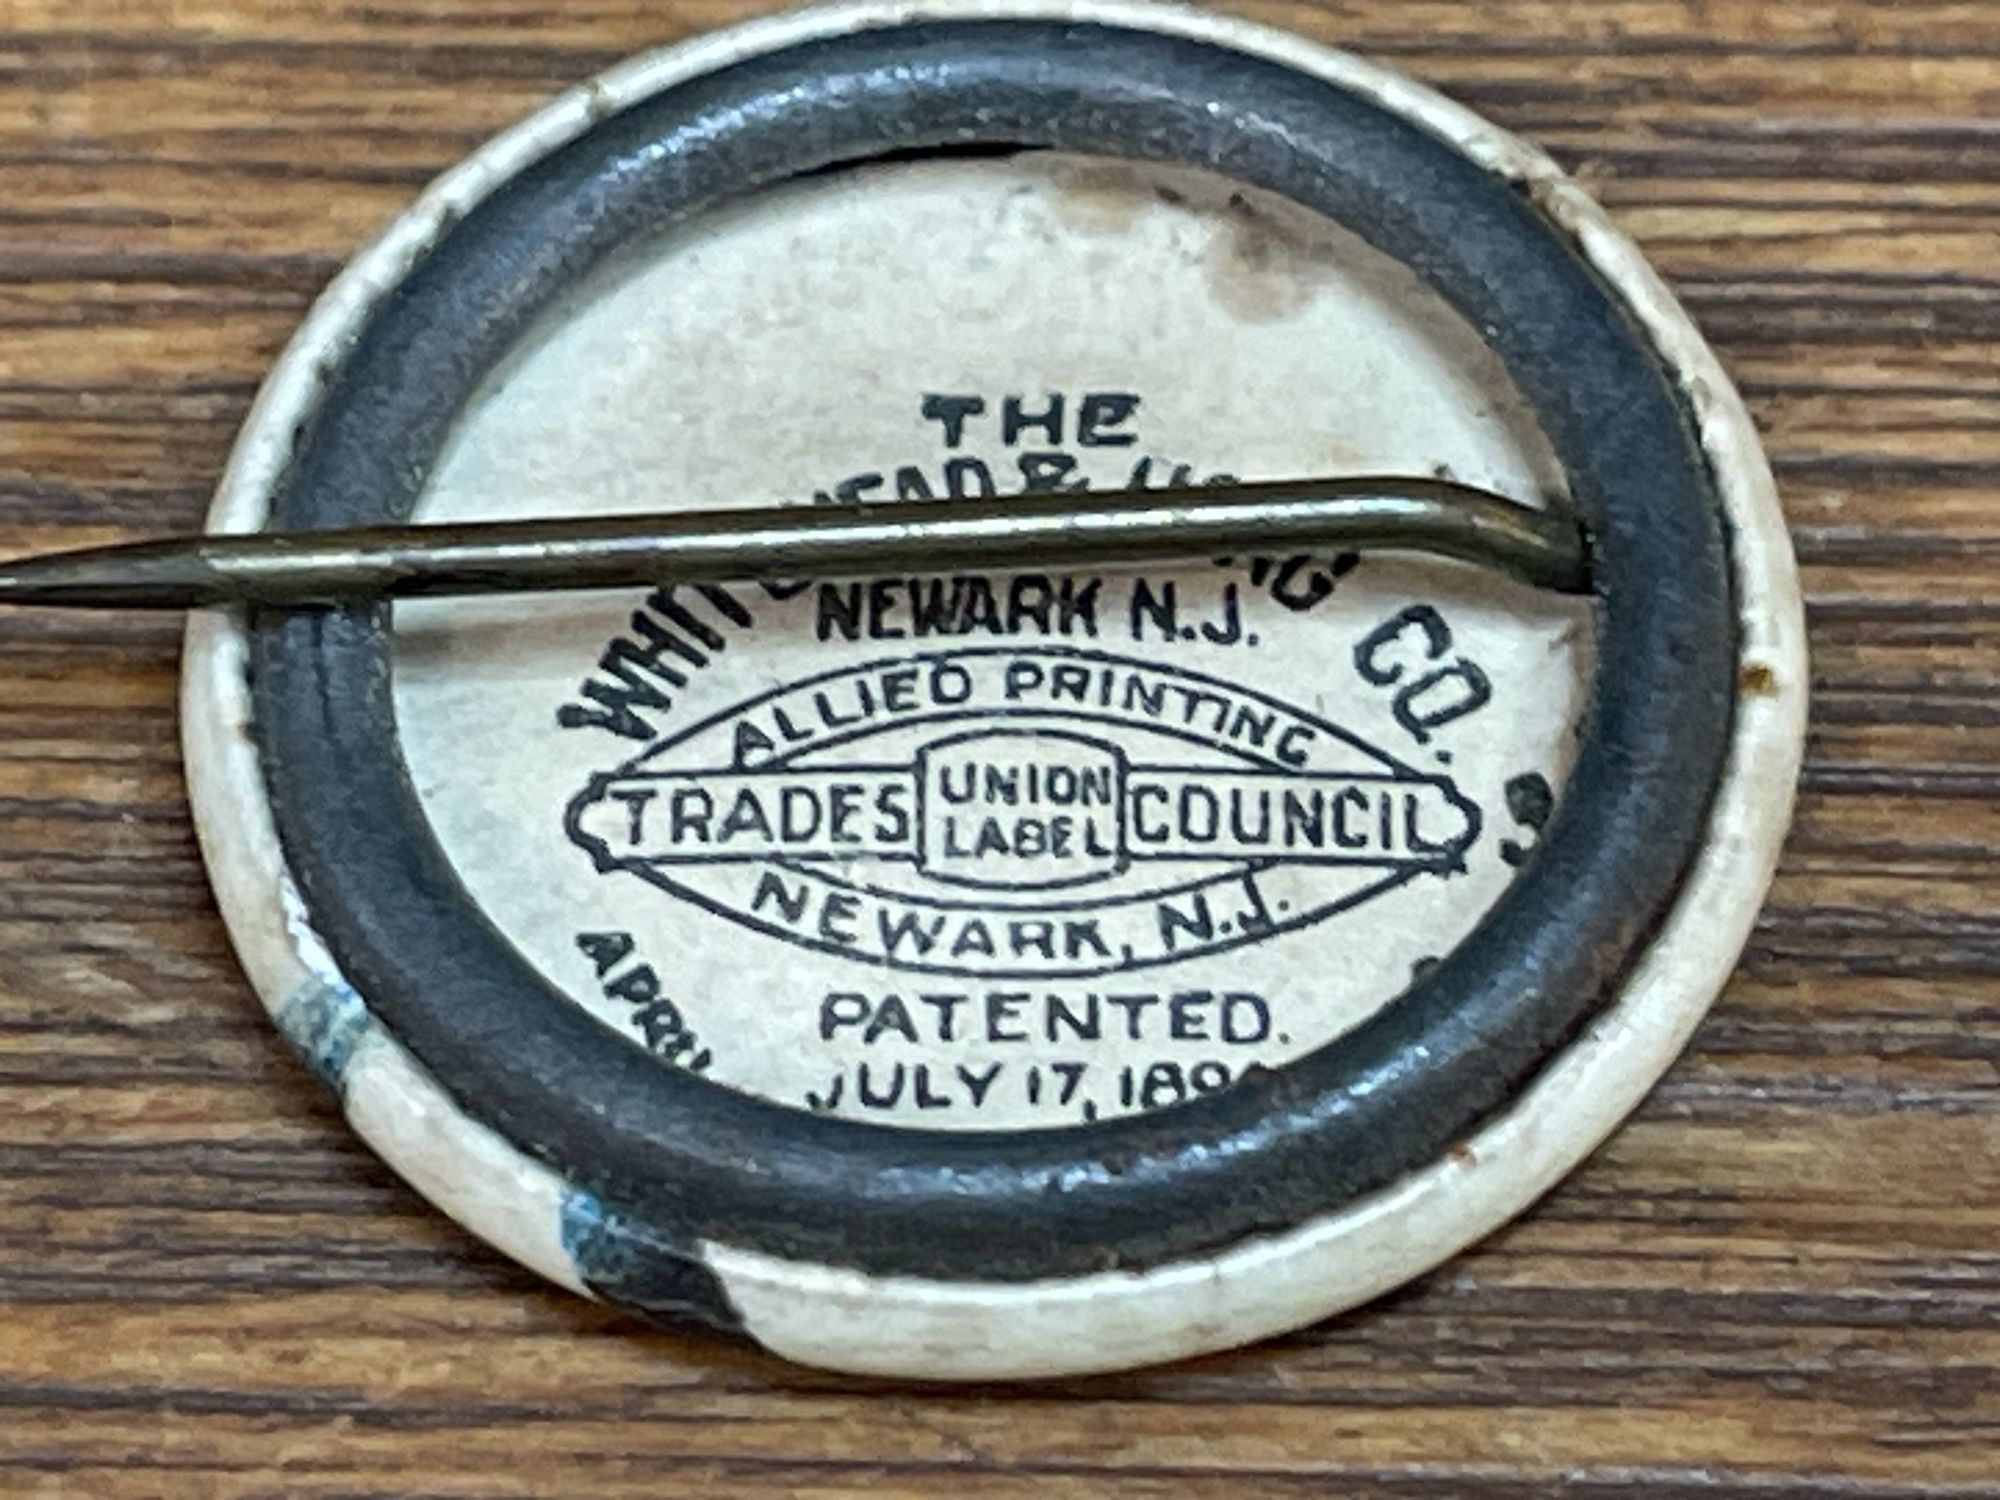 THE
CO.
NEWARK N.J.
ALLIED PRINTING
TRADES UNION LABEL COUNCIL
NEWARK, N.J.
PATENTED.
JULY 17,